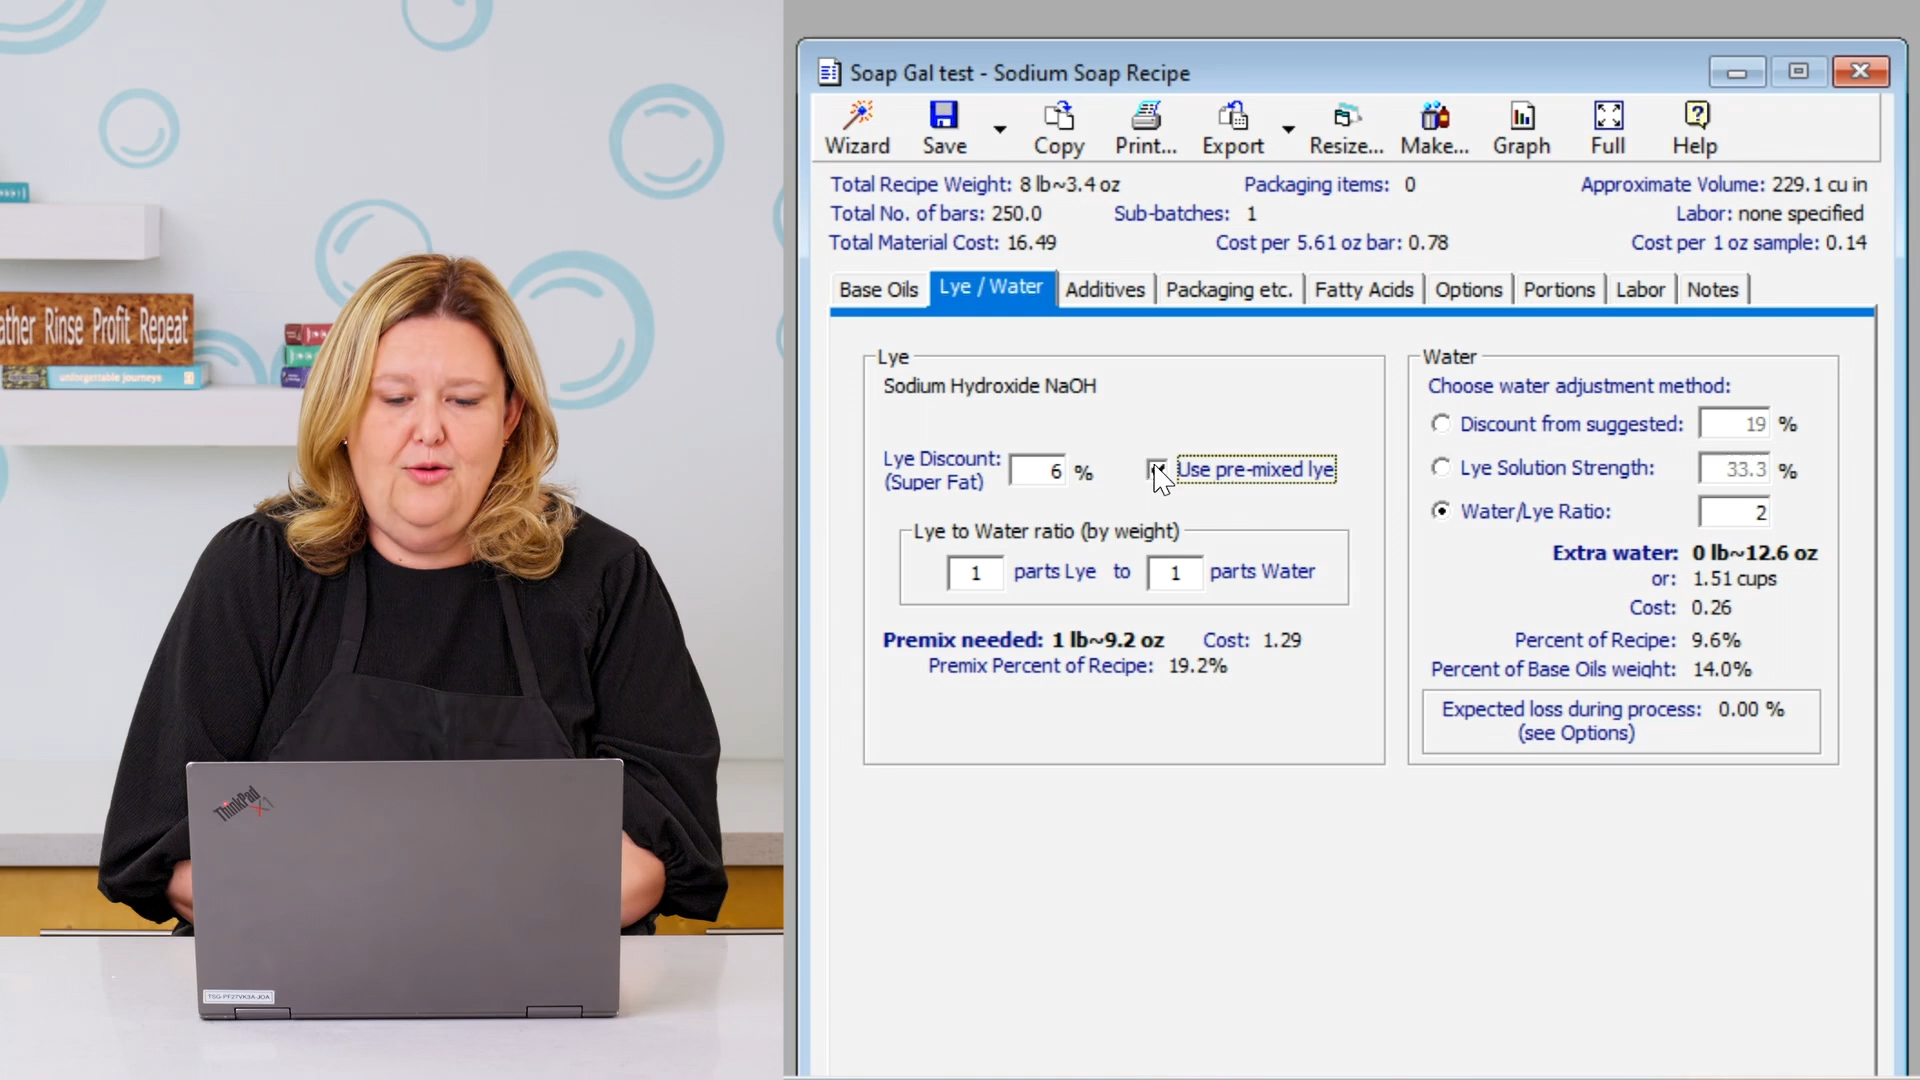 Soap Gal test - Sodium Soap Recipe
Wizard Save Copy Print... Export Resize... Make... Graph Full Help
Total Recipe Weight: 8 lb~3.4 oz Packaging items: 0 Approximate Volume: 229.1 cu in
Total No. of bars: 250.0 Sub-batches: 1 Labor: none specified
Total Material Cost: 16.49 Cost per 5.61 oz bar: 0.78 Cost per 1 oz sample: 0.14
Base Oils Lye / Water Additives Packaging etc. Fatty Acids Options Portions Labor Notes
Lye
Sodium Hydroxide NaOH
Lye Discount: 6 %
(Super Fat)
Use pre-mixed lye
Lye to Water ratio (by weight)
1 parts Lye to 1 parts Water
Premix needed: 1 lb~9.2 oz Cost: 1.29
Premix Percent of Recipe: 19.2%
Water
Choose water adjustment method:
Discount from suggested: 19 %
Lye Solution Strength: 33.3 %
Water/Lye Ratio: 2
Extra water: 0 lb~12.6 oz
or: 1.51 cups
Cost: 0.26
Percent of Recipe: 9.6%
Percent of Base Oils weight: 14.0%
Expected loss during process: 0.00 %
(see Options)
ather Rinse Profit Repeat
unforgettable journeys
ThinkPad
X1